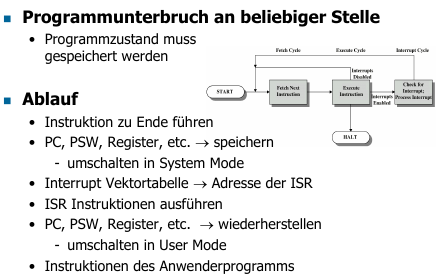 Programmunterbruch an beliebiger Stelle
• Programmzustand muss
gespeichert werden
Fetch Cycle
Execute Cycle
Interrupt Cycle
START
Fetch Next
Instruction
Execute
Instruction
Interrupts
Disabled
Interrupts
Enabled
Check for
Interrupt;
Process Interrupt
HALT
Ablauf
• Instruktion zu Ende führen
• PC, PSW, Register, etc. → speichern
- umschalten in System Mode
• Interrupt Vektortabelle → Adresse der ISR
• ISR Instruktionen ausführen
• PC, PSW, Register, etc. → wiederherstellen
- umschalten in User Mode
• Instruktionen des Anwenderprogramms